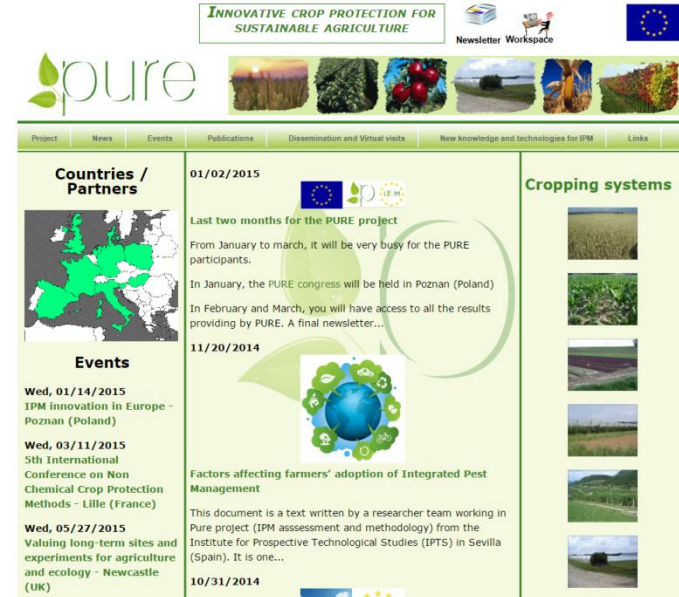 INNOVATIVE CROP PROTECTION FOR
SUSTAINABLE AGRICULTURE
Newsletter Workspace
pure
Project News Events Publications Dissemination and Virtual visits New knowledge and technologies for IPM Links
Countries /
Partners
Events
Wed, 01/14/2015
IPM innovation in Europe -
Poznan (Poland)
Wed, 03/11/2015
5th International
Conference on Non
Chemical Crop Protection
Methods - Lille (France)
Wed, 05/27/2015
Valuing long-term sites and
experiments for agriculture
and ecology - Newcastle
(UK)
01/02/2015
Last two months for the PURE project
From January to march, it will be very busy for the PURE
participants.
In January, the PURE congress will be held in Poznan (Poland)
In February and March, you will have access to all the results
providing by PURE. A final newsletter...
11/20/2014
Factors affecting farmers' adoption of Integrated Pest
Management
This document is a text written by a researcher team working in
Pure project (IPM asssessment and methodology) from the
Institute for Prospective Technological Studies (IPTS) in Sevilla
(Spain). It is one...
10/31/2014
Cropping systems